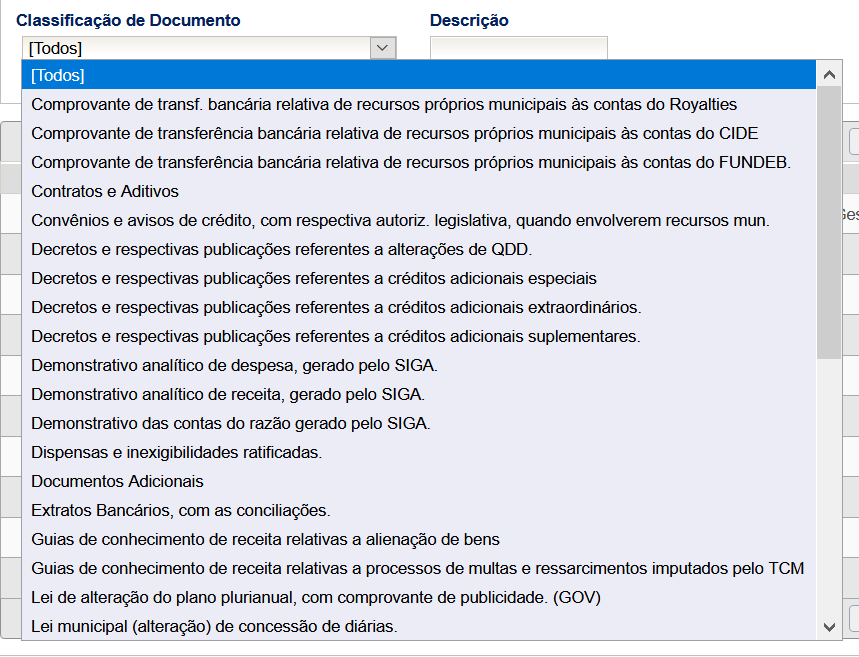 Classificação de Documento Descrição
[Todos]
[Todos]
Comprovante de transf. bancária relativa de recursos próprios municipais às contas do Royalties
Comprovante de transferência bancária relativa de recursos próprios municipais às contas do CIDE
Comprovante de transferência bancária relativa de recursos próprios municipais às contas do FUNDEB.
Contratos e Aditivos
Convênios e avisos de crédito, com respectiva autoriz. legislativa, quando envolverem recursos mun.
Decretos e respectivas publicações referentes a alterações de QDD.
Decretos e respectivas publicações referentes a créditos adicionais especiais
Decretos e respectivas publicações referentes a créditos adicionais extraordinários.
Decretos e respectivas publicações referentes a créditos adicionais suplementares.
Demonstrativo analítico de despesa, gerado pelo SIGA.
Demonstrativo analítico de receita, gerado pelo SIGA.
Demonstrativo das contas do razão gerado pelo SIGA.
Dispensas e inexigibilidades ratificadas.
Documentos Adicionais
Extratos Bancários, com as conciliações.
Guias de conhecimento de receita relativas a alienação de bens
Guias de conhecimento de receita relativas a processos de multas e ressarcimentos imputados pelo TCM
Lei de alteração do plano plurianual, com comprovante de publicidade. (GOV)
Lei municipal (alteração) de concessão de diárias.